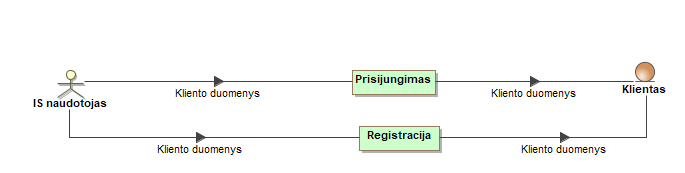 Prisijungimas
Kliento duomenys
Kliento duomenys
IS naudotojas
Klientas
Registracija
Kliento duomenys
Kliento duomenys